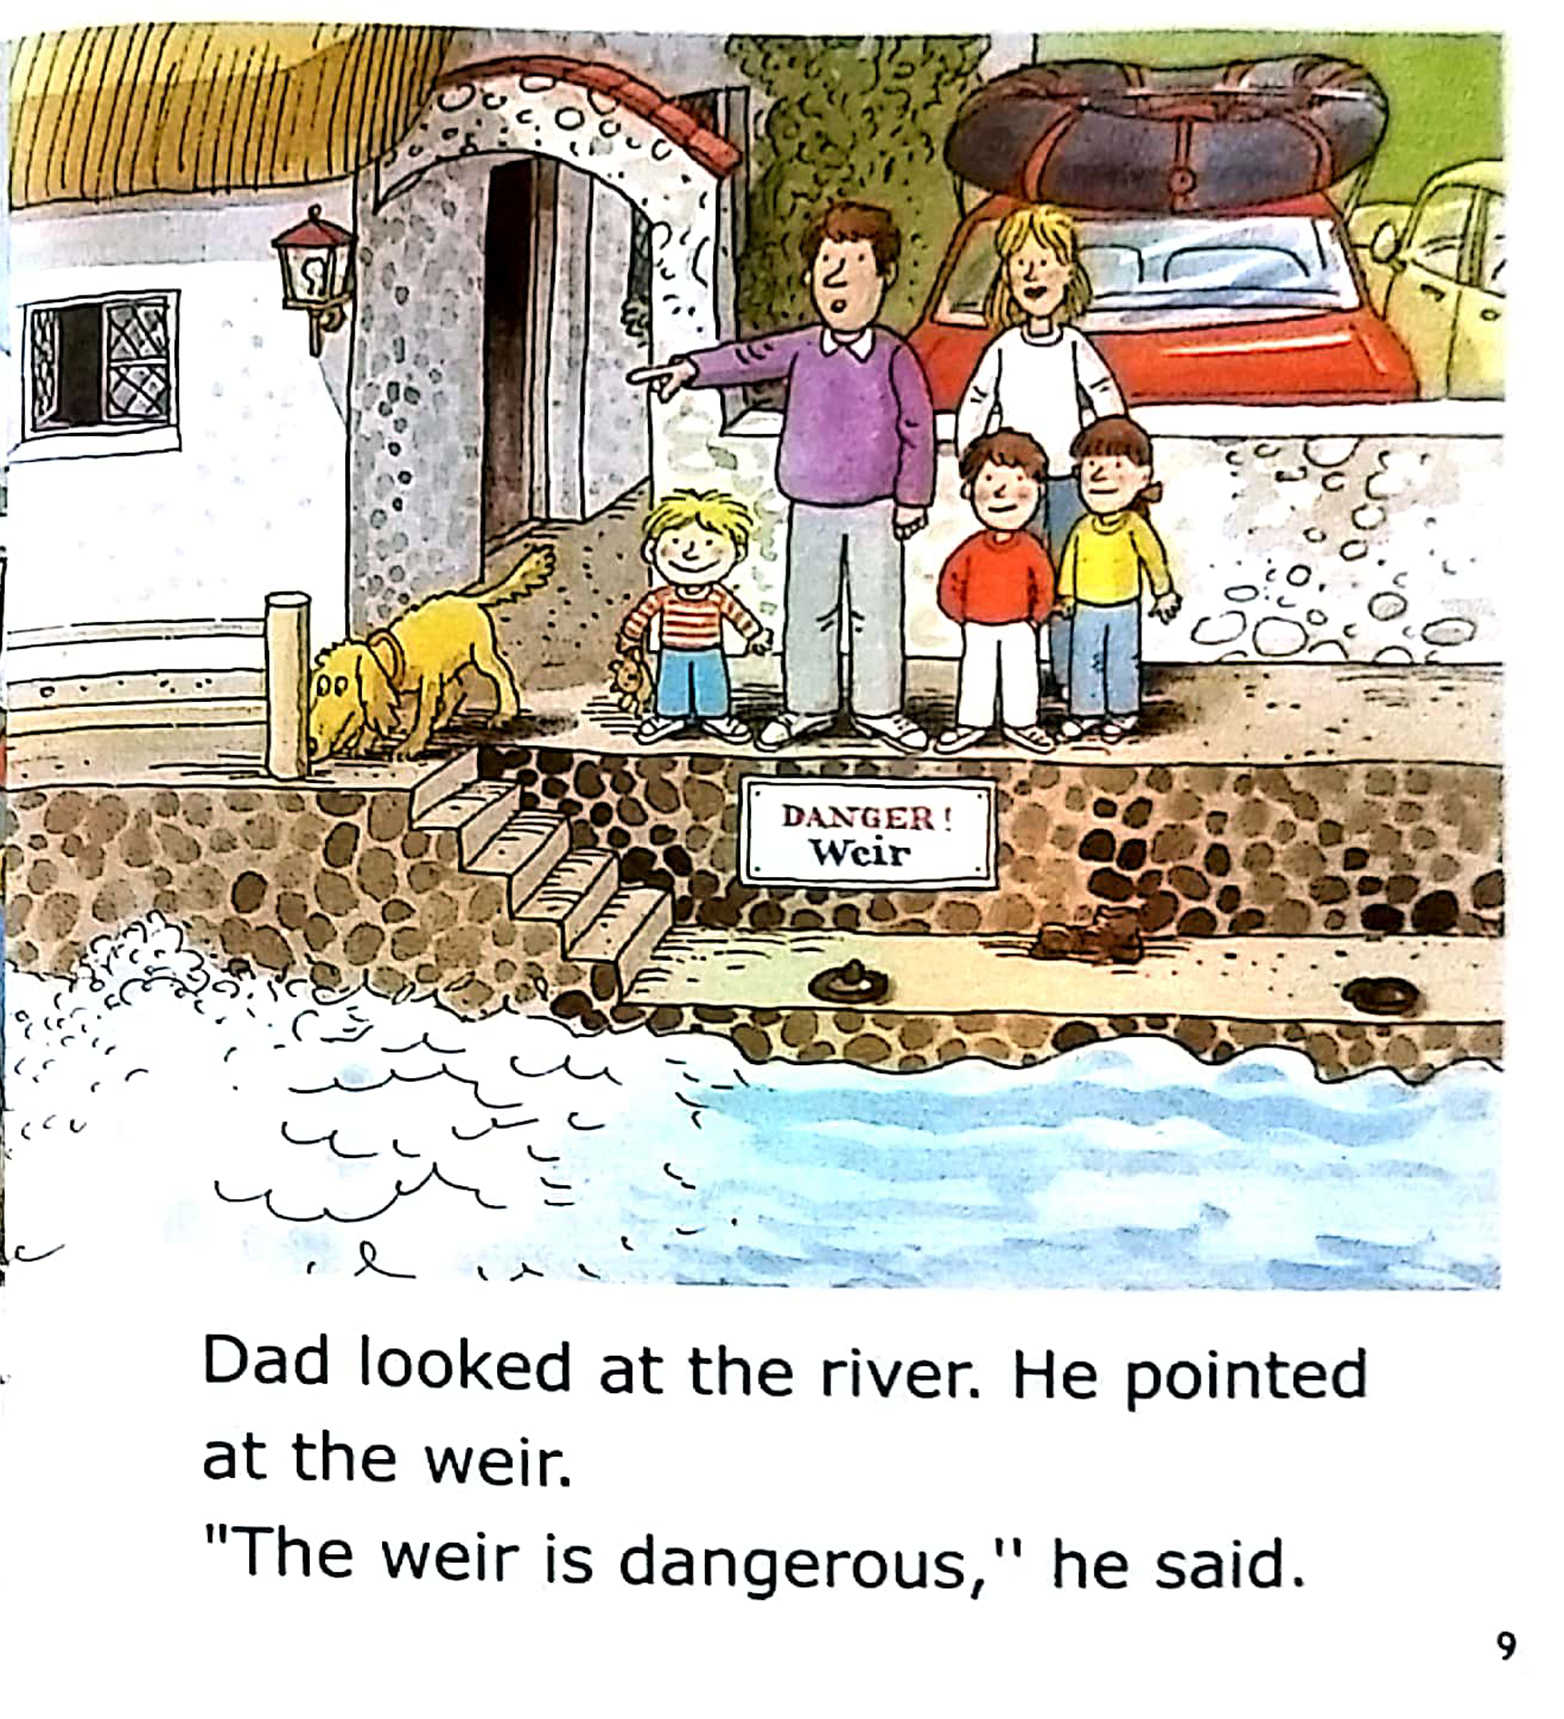 DANGER!
Weir
Dad looked at the river. He pointed
at the weir.
"The weir is dangerous," he said.
9